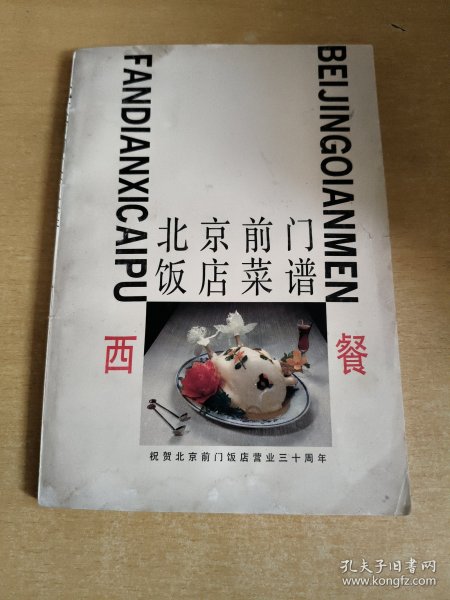 BEIJINGQIANMEN
FANDIANXICAIPU
北京前门
饭店菜谱
西 餐
祝贺北京前门饭店营业三十周年
孔夫子旧书网
www.kongfz.com